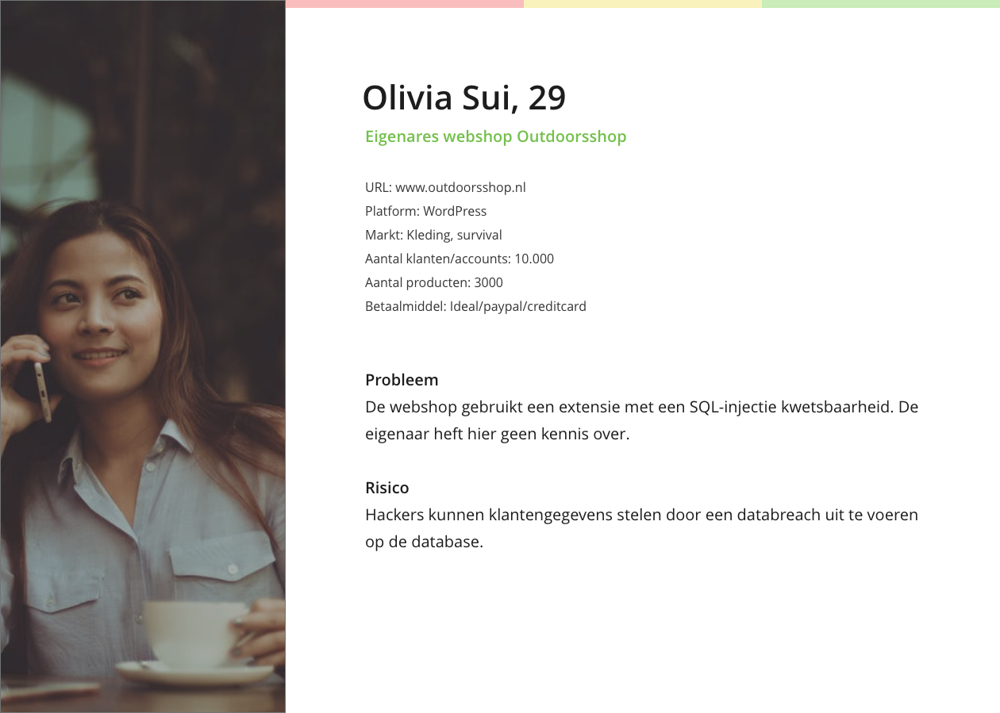 Olivia Sui, 29
Eigenares webshop Outdoorsshop
URL: www.outdoorsshop.nl
Platform: WordPress
Markt: Kleding, survival
Aantal klanten/accounts: 10.000
Aantal producten: 3000
Betaalmiddel: Ideal/paypal/creditcard
Probleem
De webshop gebruikt een extensie met een SQL-injectie kwetsbaarheid. De
eigenaar heft hier geen kennis over.
Risico
Hackers kunnen klantengegevens stelen door een databreach uit te voeren
op de database.